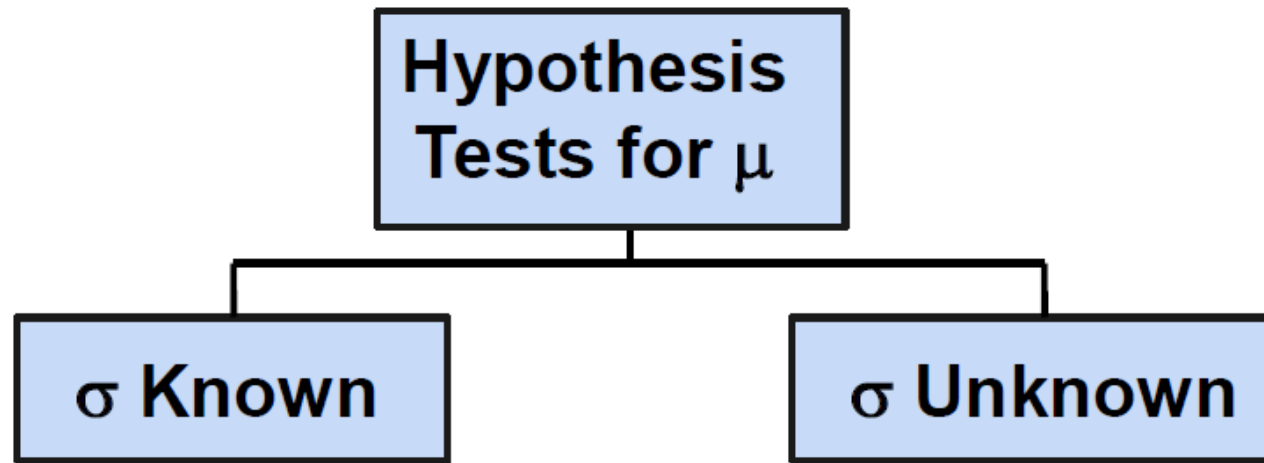 Hypothesis
Tests for μ
σ Known
σ Unknown